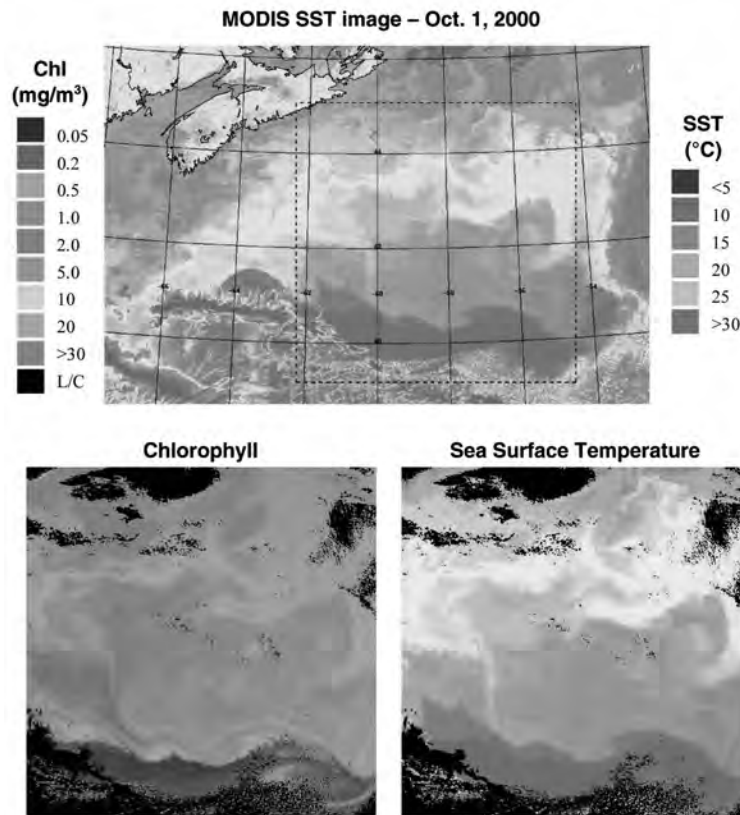 MODIS SST image – Oct. 1, 2000
Chl
(mg/m³)
0.05
0.2
0.5
1.0
2.0
5.0
10
20
>30
L/C
SST
(°C)
<5
10
15
20
25
>30
Chlorophyll
Sea Surface Temperature